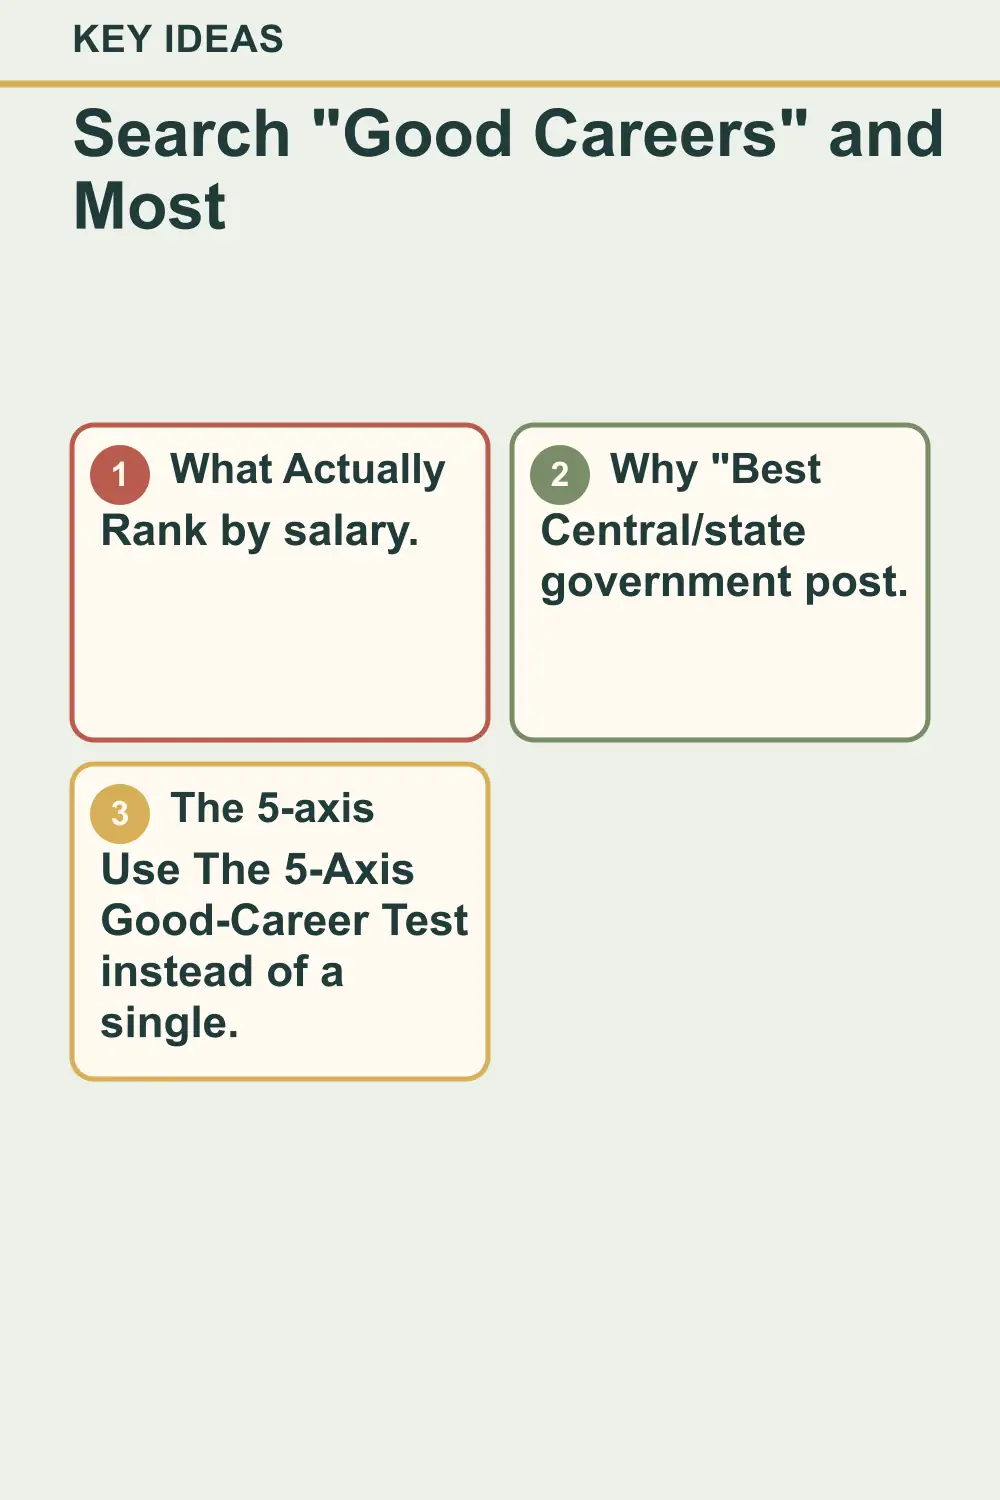 KEY IDEAS
Search "Good Careers" and
Most
1 What Actually
Rank by salary.
2 Why "Best
Central/state
government post.
3 The 5-axis
Use The 5-Axis
Good-Career Test
instead of a
single.